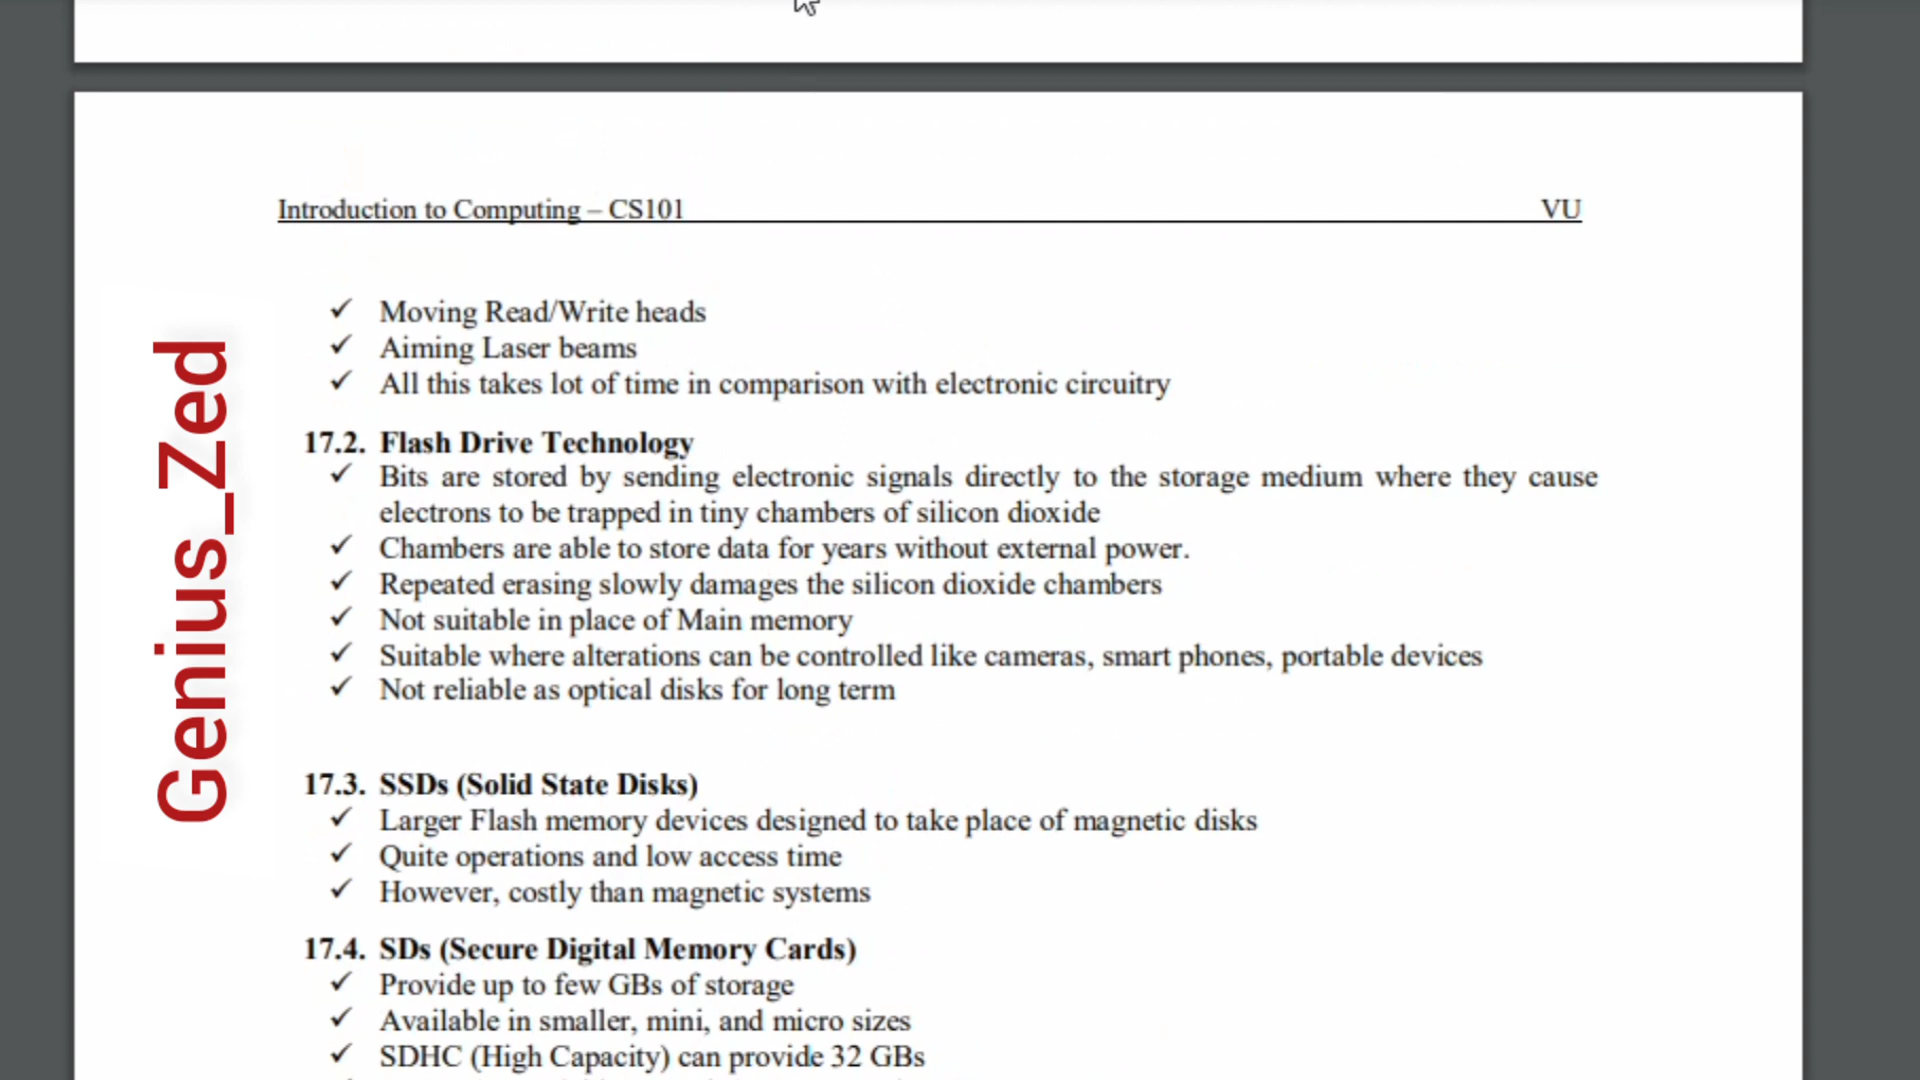 Introduction to Computing – CS101 VU
✓ Moving Read/Write heads
✓ Aiming Laser beams
✓ All this takes lot of time in comparison with electronic circuitry
17.2. Flash Drive Technology
✓ Bits are stored by sending electronic signals directly to the storage medium where they cause
electrons to be trapped in tiny chambers of silicon dioxide
✓ Chambers are able to store data for years without external power.
✓ Repeated erasing slowly damages the silicon dioxide chambers
✓ Not suitable in place of Main memory
✓ Suitable where alterations can be controlled like cameras, smart phones, portable devices
✓ Not reliable as optical disks for long term
17.3. SSDs (Solid State Disks)
✓ Larger Flash memory devices designed to take place of magnetic disks
✓ Quite operations and low access time
✓ However, costly than magnetic systems
17.4. SDs (Secure Digital Memory Cards)
✓ Provide up to few GBs of storage
✓ Available in smaller, mini, and micro sizes
✓ SDHC (High Capacity) can provide 32 GBs
Genius_Zed